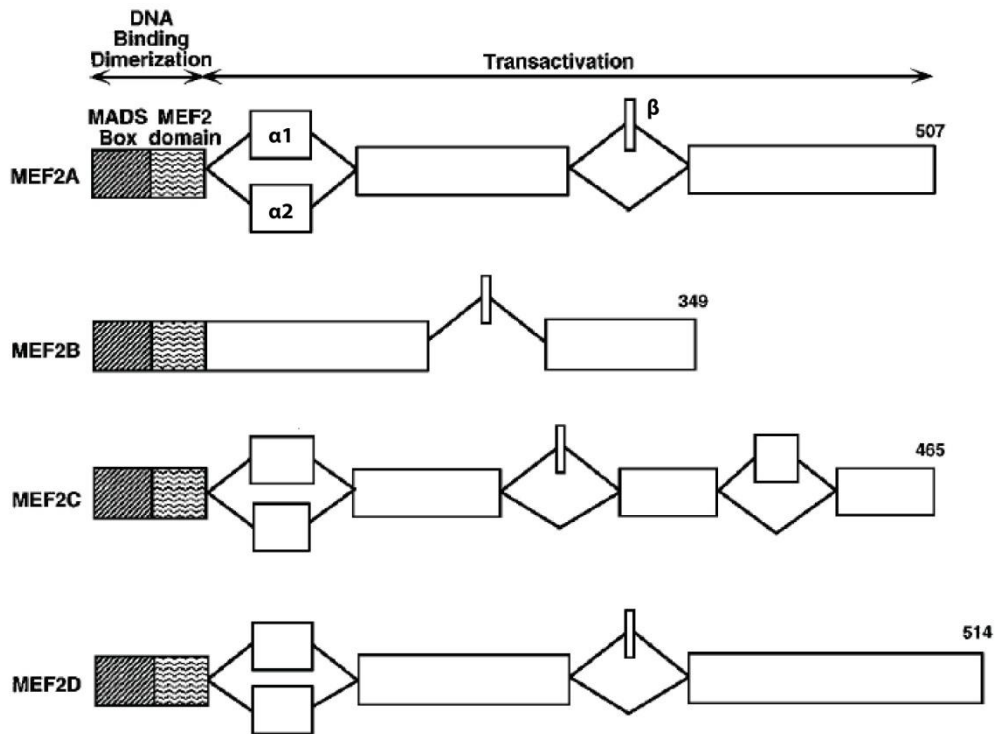 DNA
Binding
Dimerization
Transactivation
MADS MEF2
Box domain
α1
β
507
MEF2A
α2
349
MEF2B
465
MEF2C
514
MEF2D